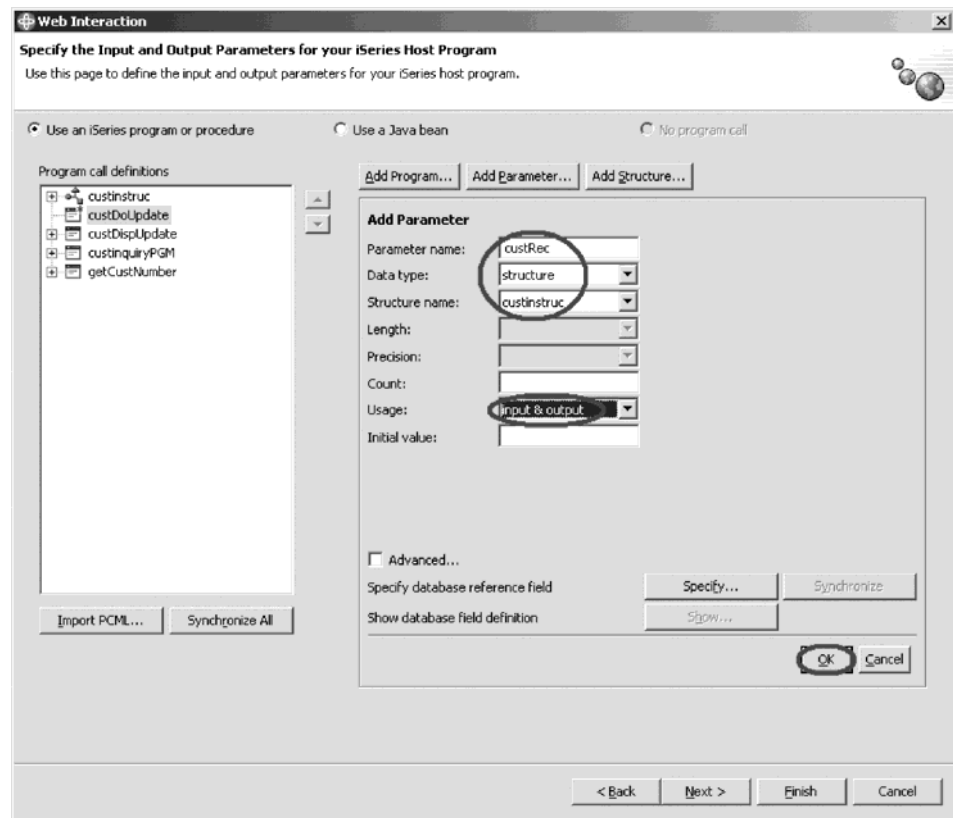 Web Interaction
Specify the Input and Output Parameters for your iSeries Host Program
Use this page to define the input and output parameters for your iSeries host program.
Use an iSeries program or procedure
Use a Java bean
No program call
Program call definitions
custinstruc
custDoUpdate
custDispUpdate
custinquiryPGM
getCustNumber
Import PCML...
Synchronize All
Add Program...
Add Parameter...
Add Structure...
Add Parameter
Parameter name: custRec
Data type: structure
Structure name: custinstruc
Length:
Precision:
Count:
Usage: input & output
Initial value:
Advanced...
Specify database reference field
Specify...
Synchronize
Show database field definition
Show...
OK
Cancel
< Back
Next >
Finish
Cancel